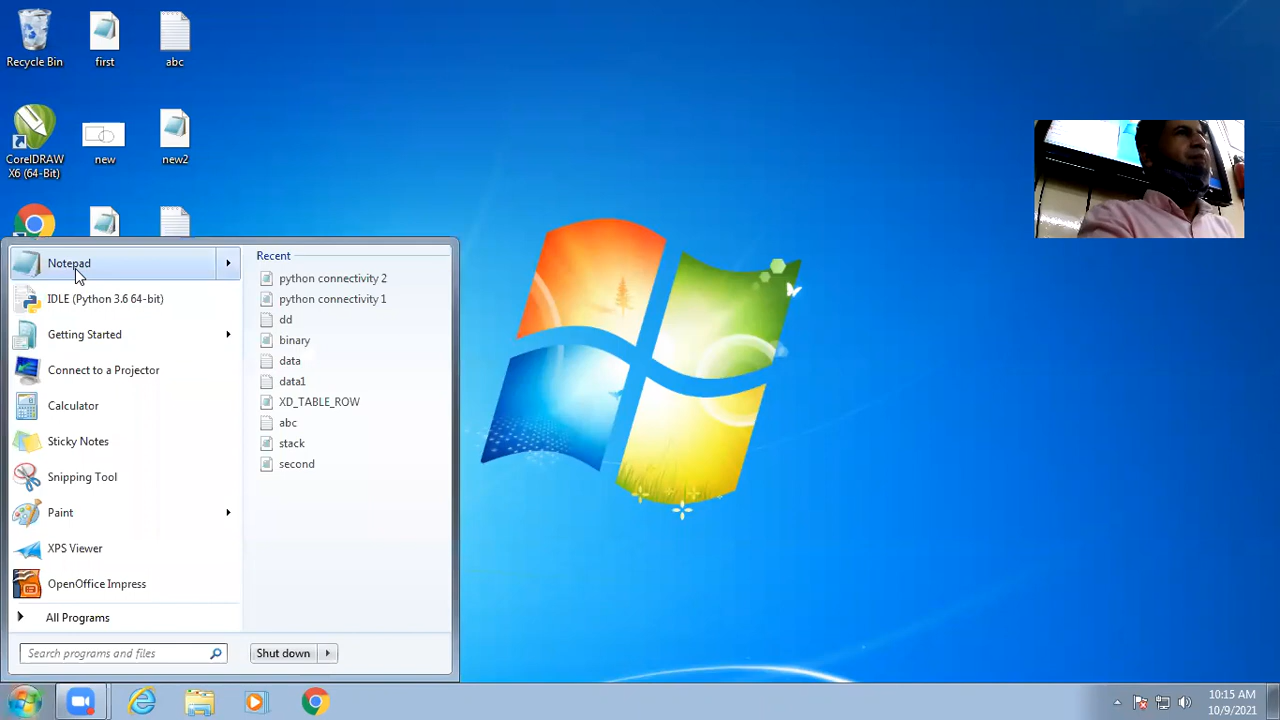 Recycle Bin
first
abc
CorelDRAW
X6 (64-Bit)
new
new2
Notepad
IDLE (Python 3.6 64-bit)
Getting Started
Connect to a Projector
Calculator
Sticky Notes
Snipping Tool
Paint
XPS Viewer
OpenOffice Impress
All Programs
Search programs and files
Recent
python connectivity 2
python connectivity 1
dd
binary
data
data1
XD_TABLE_ROW
abc
stack
second
Shut down
10:15 AM
10/9/2021